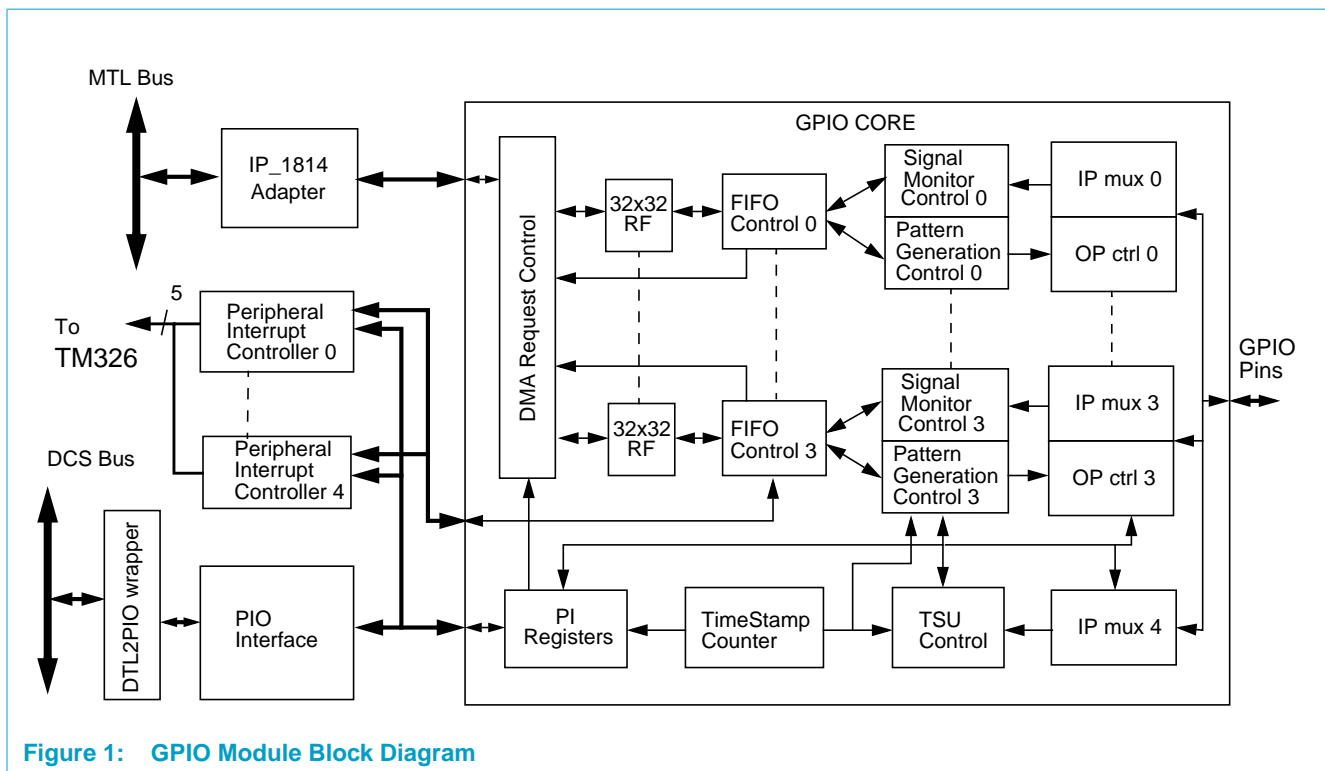 MTL Bus
IP_1814
Adapter
GPIO CORE
DMA Request Control
32x32
RF
FIFO
Control 0
Signal
Monitor
Control 0
Pattern
Generation
Control 0
IP mux 0
OP ctrl 0
5
To
TM326
Peripheral
Interrupt
Controller 0
Peripheral
Interrupt
Controller 4
32x32
RF
FIFO
Control 3
Signal
Monitor
Control 3
Pattern
Generation
Control 3
IP mux 3
OP ctrl 3
GPIO
Pins
DCS Bus
DTL2PIO wrapper
PIO
Interface
PI
Registers
TimeStamp
Counter
TSU
Control
IP mux 4
Figure 1: GPIO Module Block Diagram